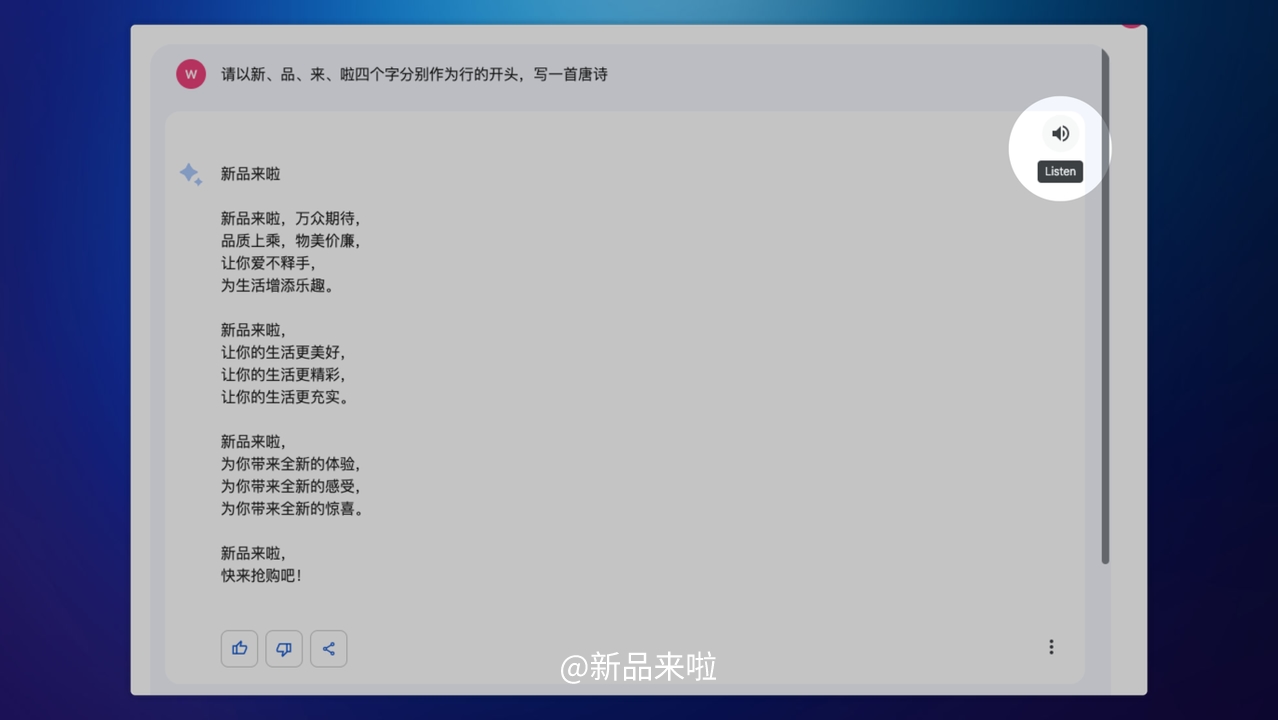 W
请以新、品、来、啦四个字分别作为行的开头，写一首唐诗
Listen
新品来啦
新品来啦，万众期待，
品质上乘，物美价廉，
让你爱不释手，
为生活增添乐趣。
新品来啦，
让你的生活更美好，
让你的生活更精彩，
让你的生活更充实。
新品来啦，
为你带来全新的体验，
为你带来全新的感受，
为你带来全新的惊喜。
新品来啦，
快来抢购吧！
@新品来啦